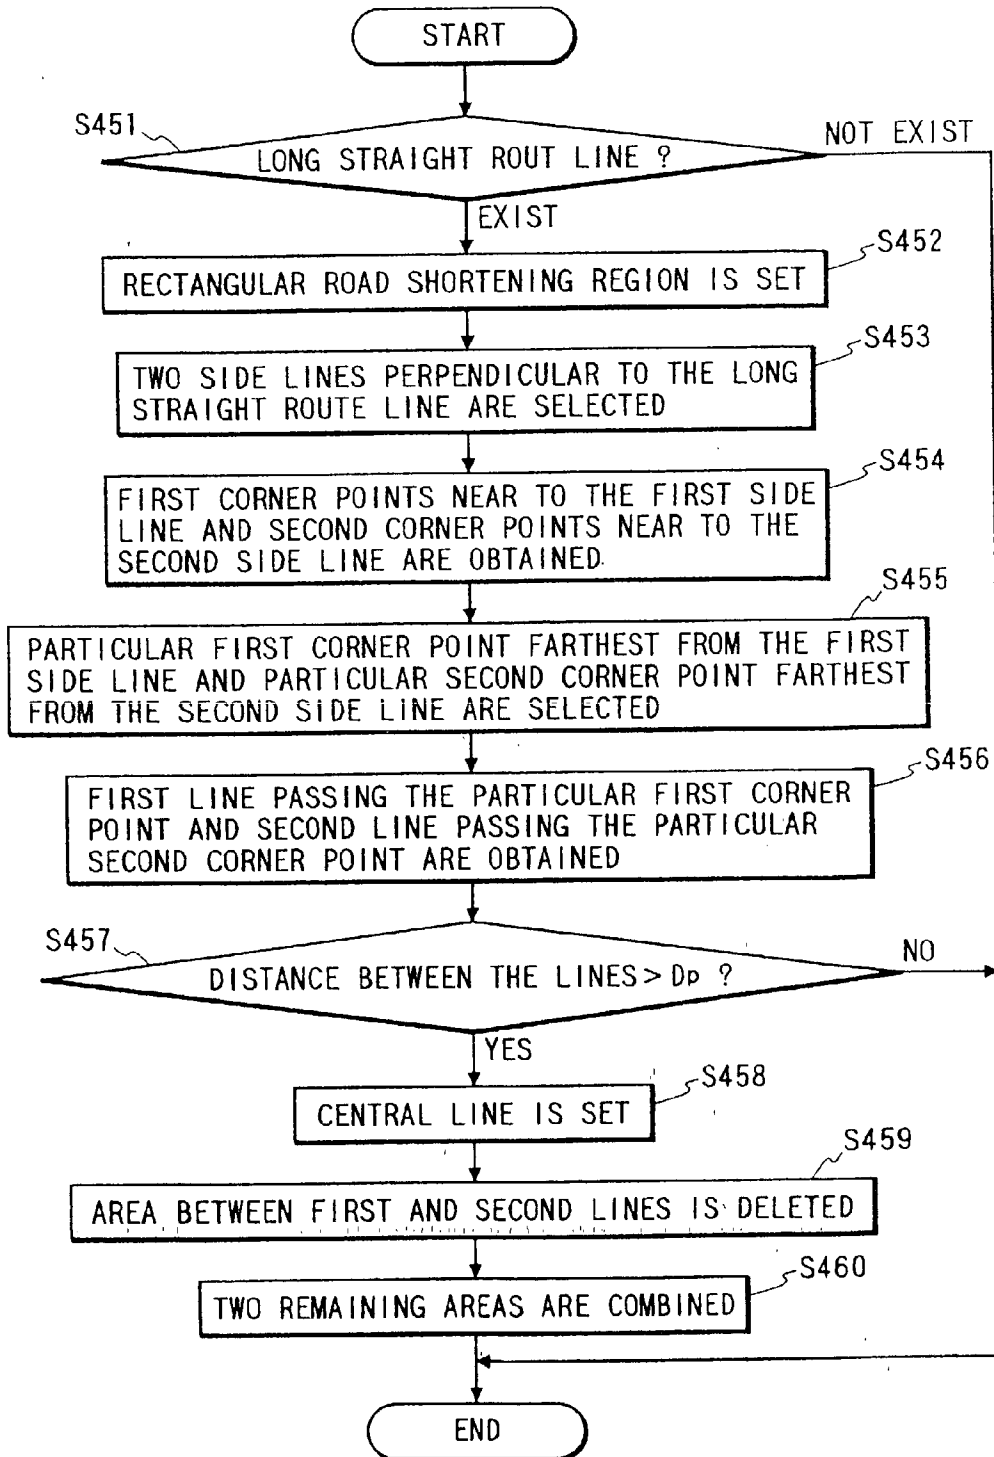 START
S451
LONG STRAIGHT ROUT LINE ?
NOT EXIST
EXIST
S452
RECTANGULAR ROAD SHORTENING REGION IS SET
S453
TWO SIDE LINES PERPENDICULAR TO THE LONG
STRAIGHT ROUTE LINE ARE SELECTED
S454
FIRST CORNER POINTS NEAR TO THE FIRST SIDE
LINE AND SECOND CORNER POINTS NEAR TO THE
SECOND SIDE LINE ARE OBTAINED.
S455
PARTICULAR FIRST CORNER POINT FARTHEST FROM THE FIRST
SIDE LINE AND PARTICULAR SECOND CORNER POINT FARTHEST
FROM THE SECOND SIDE LINE ARE SELECTED
S456
FIRST LINE PASSING THE PARTICULAR FIRST CORNER
POINT AND SECOND LINE PASSING THE PARTICULAR
SECOND CORNER POINT ARE OBTAINED
S457
DISTANCE BETWEEN THE LINES > Dp ?
NO
YES
S458
CENTRAL LINE IS SET
S459
AREA BETWEEN FIRST AND SECOND LINES IS DELETED
S460
TWO REMAINING AREAS ARE COMBINED
END